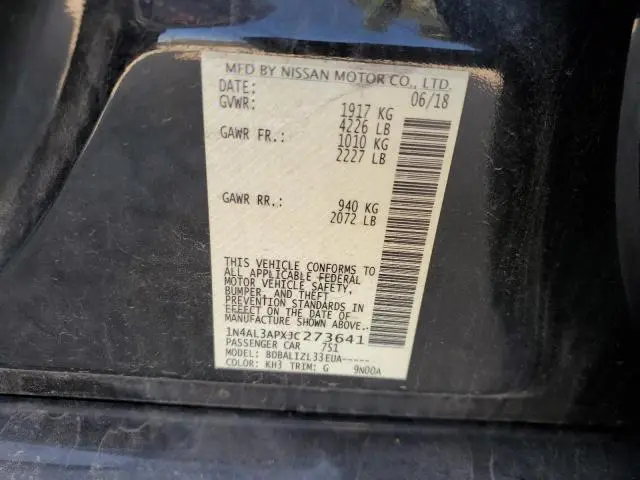 MFD BY NISSAN MOTOR CO., LTD.
DATE: 06/18
GVWR: 1917 KG
4226 LB
GAWR FR.: 1010 KG
2227 LB
GAWR RR.: 940 KG
2072 LB
THIS VEHICLE CONFORMS TO
ALL APPLICABLE FEDERAL
MOTOR VEHICLE SAFETY,
BUMPER, AND THEFT
PREVENTION STANDARDS IN
EFFECT ON THE DATE OF
MANUFACTURE SHOWN ABOVE.
1N4AL3APXJC273641
PASSENGER CAR 751
MODEL: BDBALIZL33EUA-----
COLOR: KH3 TRIM: G 9N00A